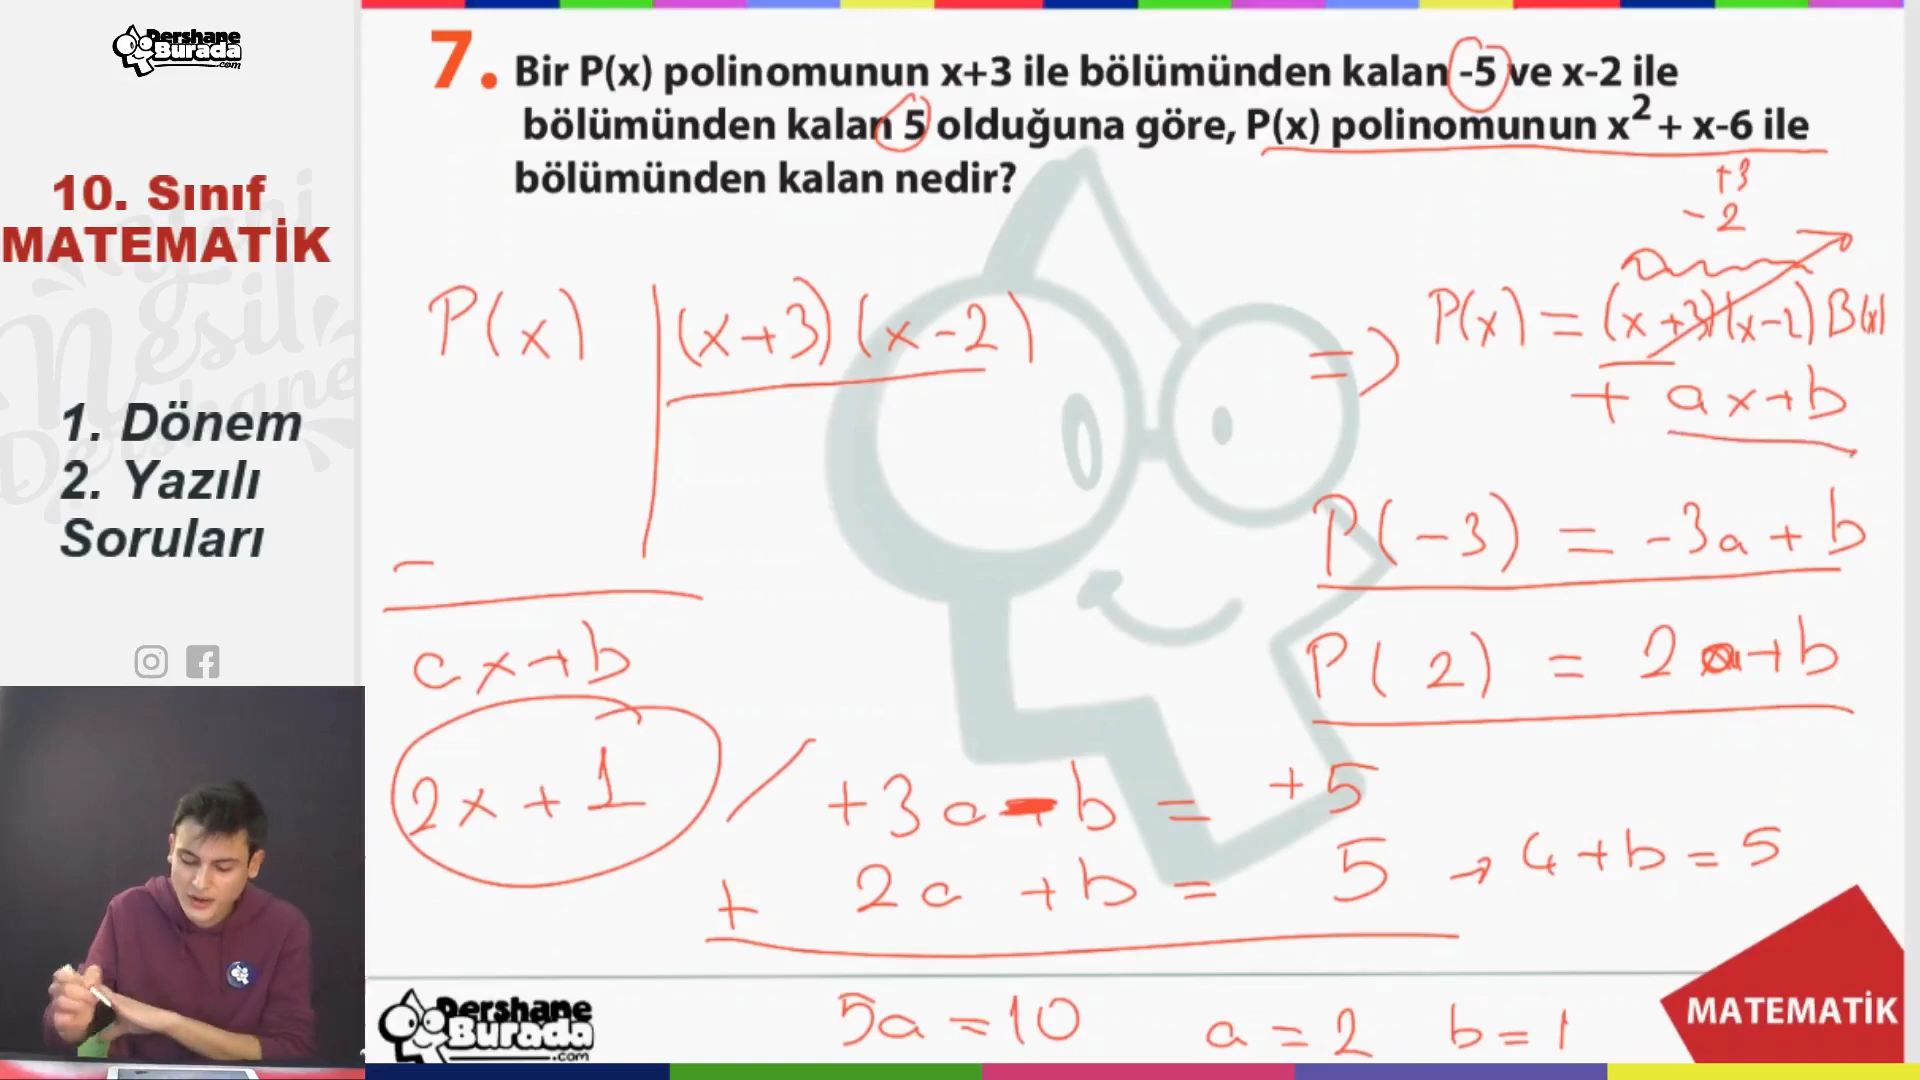 Dershane
Burada
.com
10. Sınıf
MATEMATİK
1. Dönem
2. Yazılı
Soruları
7. Bir P(x) polinomunun x+3 ile bölümünden kalan -5 ve x-2 ile
bölümünden kalan 5 olduğuna göre, P(x) polinomunun x² + x-6 ile
bölümünden kalan nedir?
+3
-2
P(x) | (x+3)(x-2)
=> P(x) = (x+3)(x-2) B(x)
+ ax+b
P(-3) = -3a+b
P(2) = 2a+b
-
ax+b
2x+1
+3a-b = +5
+ 2a+b = 5 → 4+b=5
5a=10 a=2 b=1
Dershane
Burada
.com
MATEMATİK